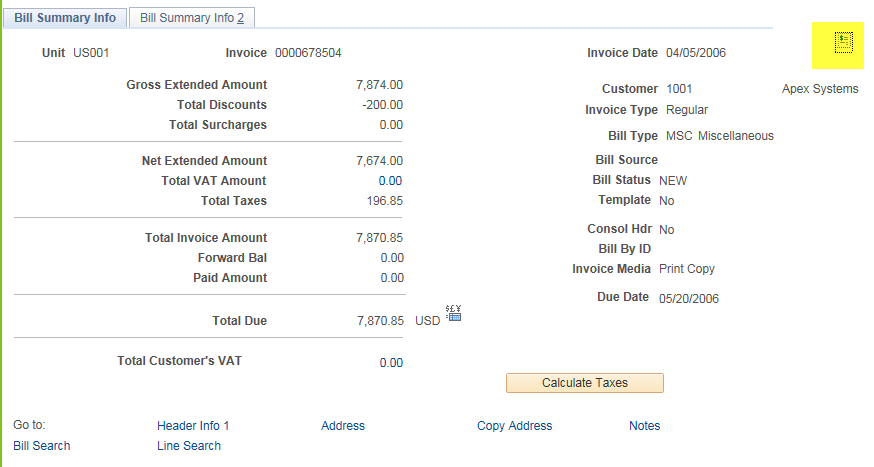 Bill Summary Info Bill Summary Info 2
Unit US001 Invoice 0000678504 Invoice Date 04/05/2006
Gross Extended Amount 7,874.00 Customer 1001 Apex Systems
Total Discounts -200.00 Invoice Type Regular
Total Surcharges 0.00 Bill Type MSC Miscellaneous
Net Extended Amount 7,674.00 Bill Source
Total VAT Amount 0.00 Bill Status NEW
Total Taxes 196.85 Template No
Total Invoice Amount 7,870.85 Consol Hdr No
Forward Bal 0.00 Bill By ID
Paid Amount 0.00 Invoice Media Print Copy
Due Date 05/20/2006
Total Due 7,870.85 USD
Total Customer's VAT 0.00
Calculate Taxes
Go to: Header Info 1 Address Copy Address Notes
Bill Search Line Search